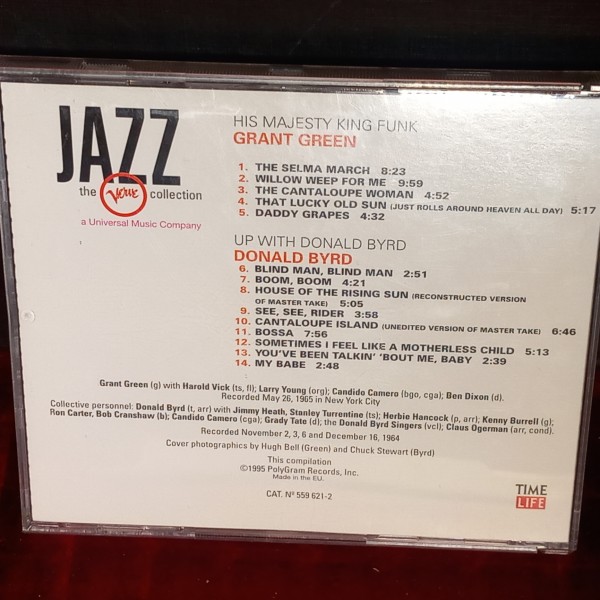 JAZZ
the Verve collection
a Universal Music Company
HIS MAJESTY KING FUNK
GRANT GREEN
1. THE SELMA MARCH 8:23
2. WILLOW WEEP FOR ME 9:59
3. THE CANTALOUPE WOMAN 4:52
4. THAT LUCKY OLD SUN (JUST ROLLS AROUND HEAVEN ALL DAY) 5:17
5. DADDY GRAPES 4:32
UP WITH DONALD BYRD
DONALD BYRD
6. BLIND MAN, BLIND MAN 2:51
7. BOOM, BOOM 4:21
8. HOUSE OF THE RISING SUN (RECONSTRUCTED VERSION
OF MASTER TAKE) 5:05
9. SEE, SEE, RIDER 3:58
10. CANTALOUPE ISLAND (UNEDITED VERSION OF MASTER TAKE) 6:46
11. BOSSA 7:56
12. SOMETIMES I FEEL LIKE A MOTHERLESS CHILD 5:13
13. YOU'VE BEEN TALKIN' 'BOUT ME, BABY 2:39
14. MY BABE 2:48
Grant Green (g) with Harold Vick (ts, fl); Larry Young (org); Candido Camero (bgo, cga); Ben Dixon (d).
Recorded May 26, 1965 in New York City
Collective personnel: Donald Byrd (t, arr) with Jimmy Heath, Stanley Turrentine (ts); Herbie Hancock (p, arr); Kenny Burrell (g);
Ron Carter, Bob Cranshaw (b); Candido Camero (cga); Grady Tate (d); the Donald Byrd Singers (vcl); Claus Ogerman (arr, cond).
Recorded November 2, 3, 6 and December 16, 1964
Cover photographics by Hugh Bell (Green) and Chuck Stewart (Byrd)
This compilation
©1995 PolyGram Records, Inc.
Made in the EU.
CAT. Nº 559 621-2
TIME
LIFE